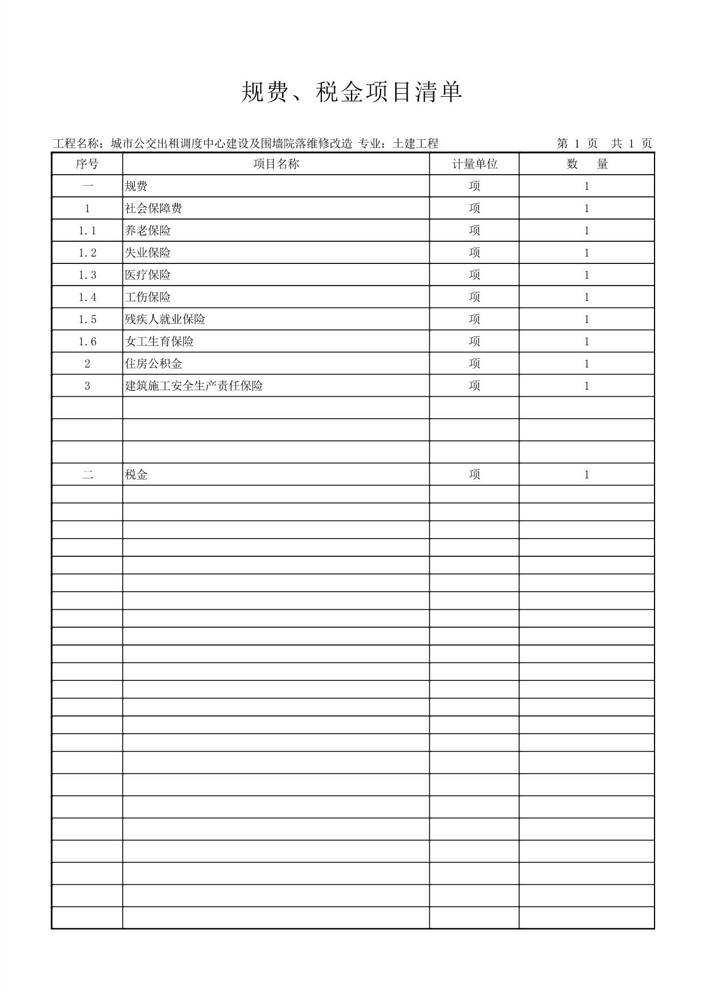 规费、税金项目清单
工程名称：城市公交出租调度中心建设及围墙院落维修改造 专业：土建工程 第 1 页 共 1 页
序号 项目名称 计量单位 数 量
一 规费 项 1
1 社会保障费 项 1
1.1 养老保险 项 1
1.2 失业保险 项 1
1.3 医疗保险 项 1
1.4 工伤保险 项 1
1.5 残疾人就业保险 项 1
1.6 女工生育保险 项 1
2 住房公积金 项 1
3 建筑施工安全生产责任保险 项 1
二 税金 项 1